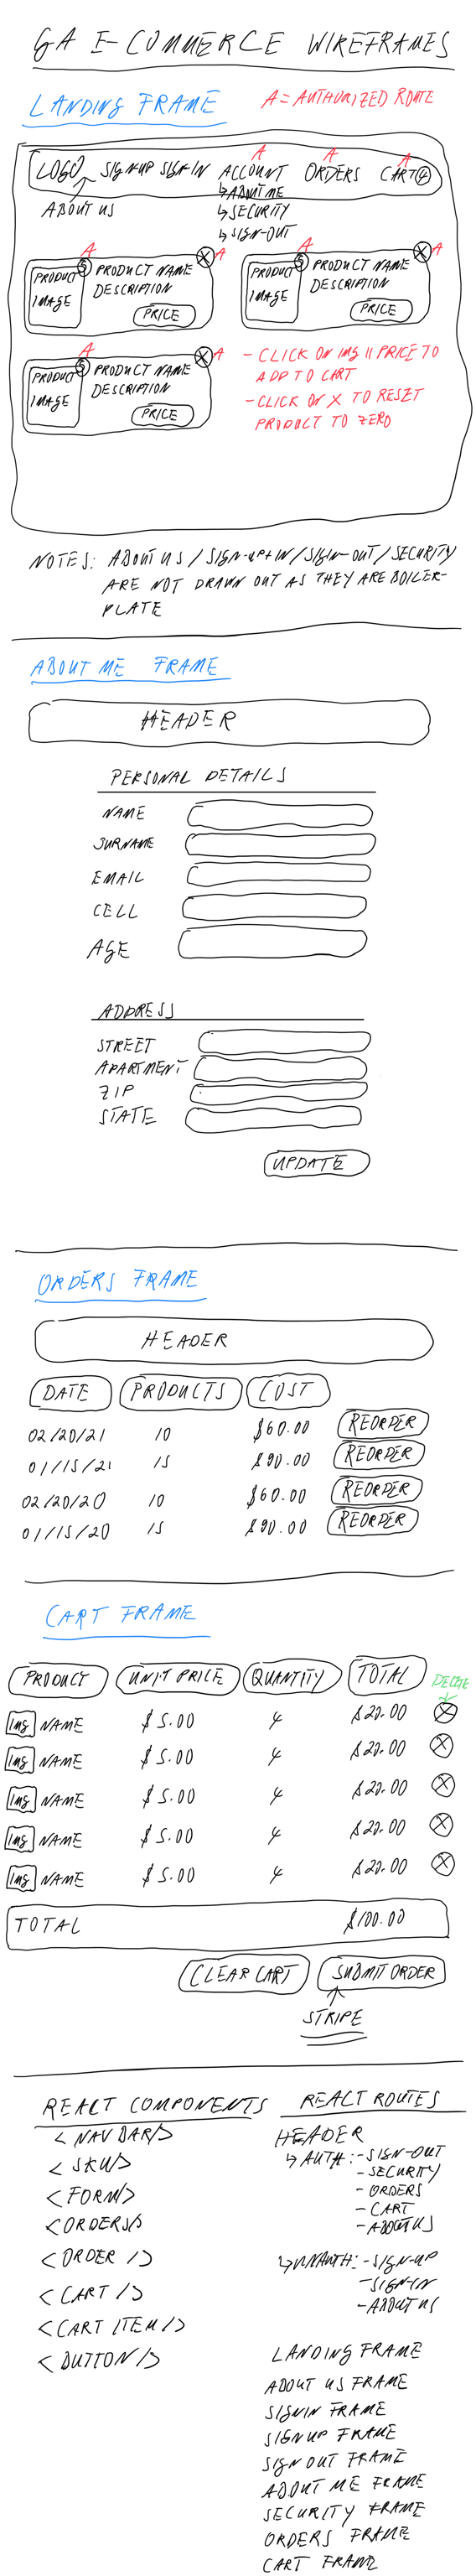 GA E-COMMERCE WIREFRAMES
LANDING FRAME
A = AUTHORIZED ROUTE
A A A
LOGO SIGN-UP SIGN-IN ACCOUNT ORDERS CART 4
ABOUT US
↳ ABOUT ME
↳ SECURITY
↳ SIGN-OUT
A X A
PRODUCT IMAGE 5
PRODUCT NAME
DESCRIPTION
PRICE
A X A
PRODUCT IMAGE 5
PRODUCT NAME
DESCRIPTION
PRICE
A X A
PRODUCT IMAGE 5
PRODUCT NAME
DESCRIPTION
PRICE
- CLICK ON IMG || PRICE TO
ADD TO CART
- CLICK ON X TO RESET
PRODUCT TO ZERO
NOTES: ABOUT US / SIGN-UP+IN / SIGN-OUT / SECURITY
ARE NOT DRAWN OUT AS THEY ARE BOILER-
PLATE
ABOUT ME FRAME
HEADER
PERSONAL DETAILS
NAME
SURNAME
EMAIL
CELL
AGE
ADDRESS
STREET
APARTMENT
ZIP
STATE
UPDATE
ORDERS FRAME
HEADER
DATE PRODUCTS COST
02/20/21 10 $60.00 REORDER
01/15/21 15 $90.00 REORDER
02/20/20 10 $60.00 REORDER
01/15/20 15 $90.00 REORDER
CART FRAME
PRODUCT UNIT PRICE QUANTITY TOTAL DELETE
IMG NAME $5.00 4 $20.00 X
IMG NAME $5.00 4 $20.00 X
IMG NAME $5.00 4 $20.00 X
IMG NAME $5.00 4 $20.00 X
IMG NAME $5.00 4 $20.00 X
TOTAL $100.00
CLEAR CART SUBMIT ORDER
STRIPE
REACT COMPONENTS
< NAV BAR/>
< SKU/>
< FORM/>
<ORDERS/>
< ORDER />
< CART />
<CART ITEM />
< BUTTON />
REACT ROUTES
HEADER
↳ AUTH: - SIGN-OUT
- SECURITY
- ORDERS
- CART
- ABOUT US
↳ UNAUTH: - SIGN-UP
- SIGN-IN
- ABOUT US
LANDING FRAME
ABOUT US FRAME
SIGNIN FRAME
SIGNUP FRAME
SIGN OUT FRAME
ABOUT ME FRAME
SECURITY FRAME
ORDERS FRAME
CART FRAME